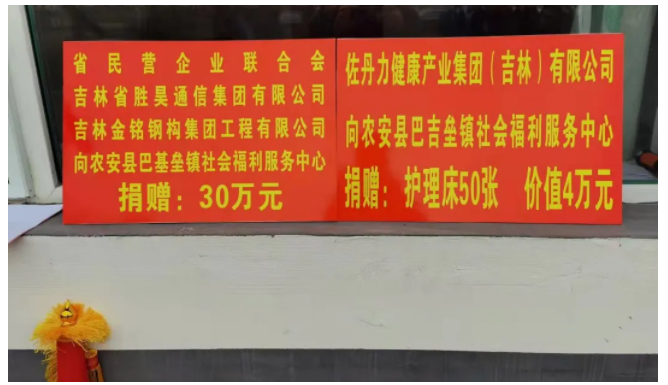 省民营企业联合会
吉林省胜昊通信集团有限公司
吉林金铭钢构集团工程有限公司
向农安县巴基垒镇社会福利服务中心
捐赠：30万元
佐丹力健康产业集团（吉林）有限公司
向农安县巴吉垒镇社会福利服务中心
捐赠：护理床50张 价值4万元